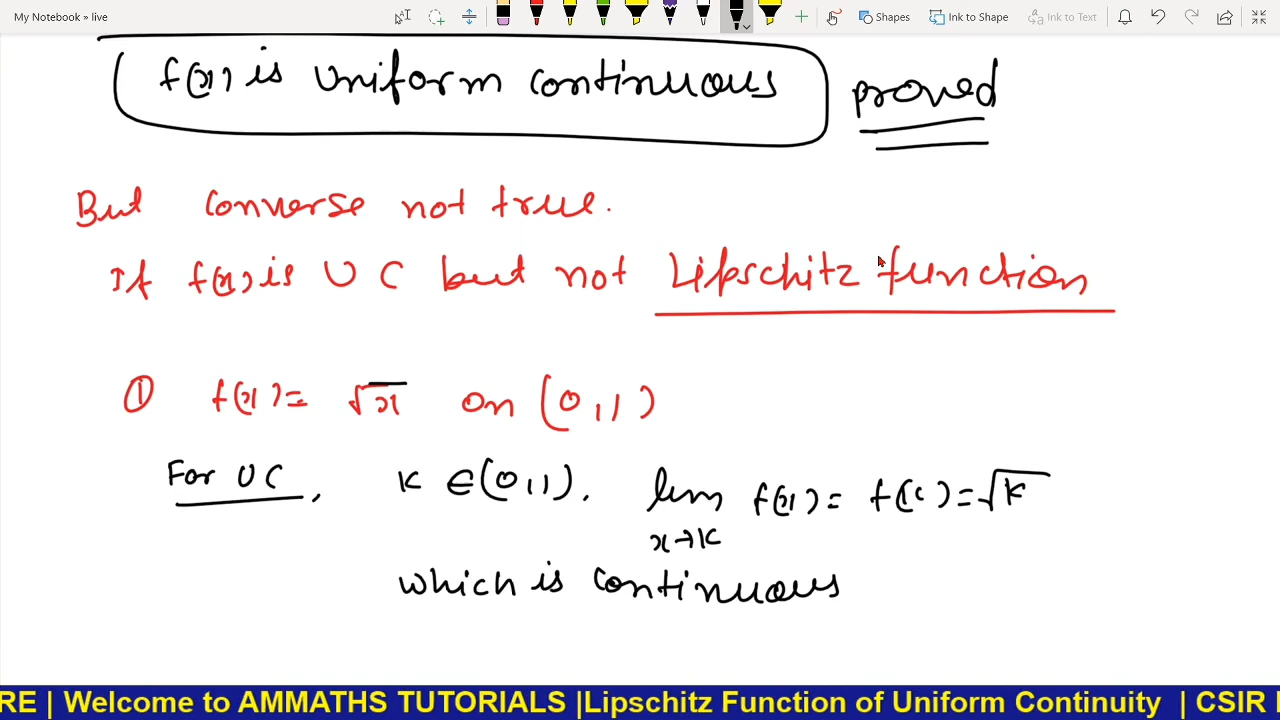 My Notebook » live
Shapes
Ink to Shape
Ink to Text
f(x) is uniform continuous proved
But converse not true.
If f(x) is UC but not Lipschitz function
① f(x) = √x on (0,1)
For UC, K ∈ (0,1). lim x→K f(x) = f(K) = √K
which is continuous
RE | Welcome to AMMATHS TUTORIALS |Lipschitz Function of Uniform Continuity | CSIR